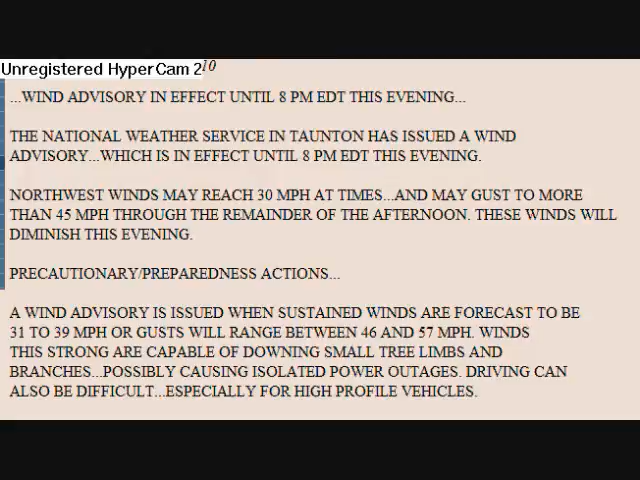 Unregistered HyperCam 2
10
...WIND ADVISORY IN EFFECT UNTIL 8 PM EDT THIS EVENING...
THE NATIONAL WEATHER SERVICE IN TAUNTON HAS ISSUED A WIND
ADVISORY...WHICH IS IN EFFECT UNTIL 8 PM EDT THIS EVENING.
NORTHWEST WINDS MAY REACH 30 MPH AT TIMES...AND MAY GUST TO MORE
THAN 45 MPH THROUGH THE REMAINDER OF THE AFTERNOON. THESE WINDS WILL
DIMINISH THIS EVENING.
PRECAUTIONARY/PREPAREDNESS ACTIONS...
A WIND ADVISORY IS ISSUED WHEN SUSTAINED WINDS ARE FORECAST TO BE
31 TO 39 MPH OR GUSTS WILL RANGE BETWEEN 46 AND 57 MPH. WINDS
THIS STRONG ARE CAPABLE OF DOWNING SMALL TREE LIMBS AND
BRANCHES...POSSIBLY CAUSING ISOLATED POWER OUTAGES. DRIVING CAN
ALSO BE DIFFICULT...ESPECIALLY FOR HIGH PROFILE VEHICLES.